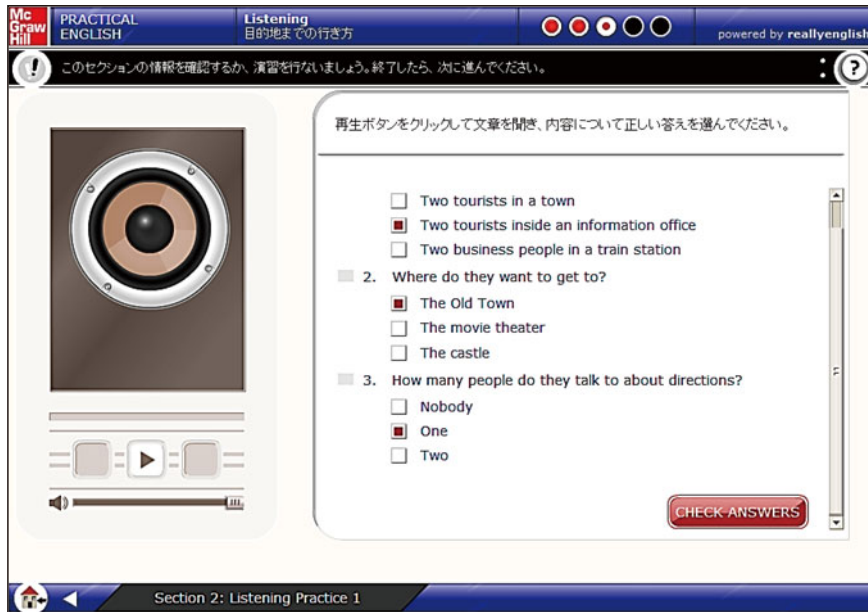 Mc
Graw
Hill
PRACTICAL
ENGLISH
Listening
目的地までの行き方
powered by reallyenglish
このセクションの情報を確認するか、演習を行ないましょう。終了したら、次に進んでください。
再生ボタンをクリックして文章を聞き、内容について正しい答えを選んでください。
Two tourists in a town
Two tourists inside an information office
Two business people in a train station
2. Where do they want to get to?
The Old Town
The movie theater
The castle
3. How many people do they talk to about directions?
Nobody
One
Two
CHECK ANSWERS
Section 2: Listening Practice 1